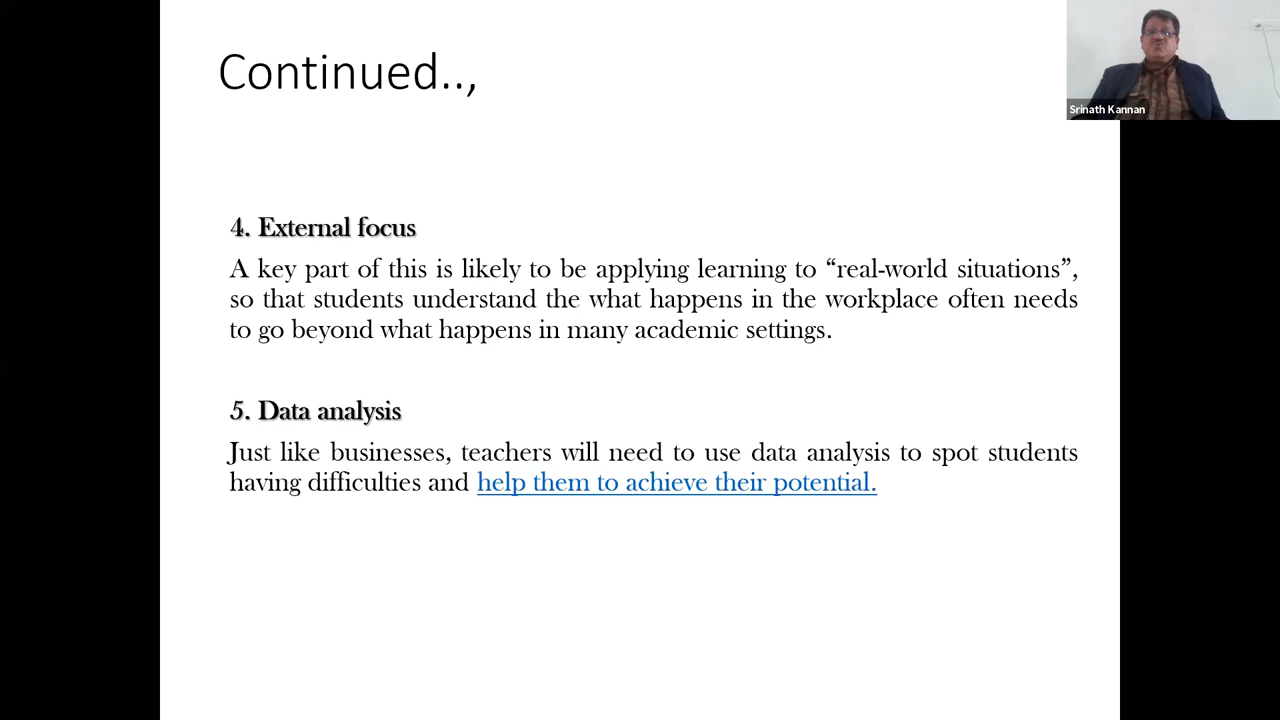 Continued..,
Srinath Kannan
4. External focus
A key part of this is likely to be applying learning to “real-world situations”,
so that students understand the what happens in the workplace often needs
to go beyond what happens in many academic settings.
5. Data analysis
Just like businesses, teachers will need to use data analysis to spot students
having difficulties and help them to achieve their potential.